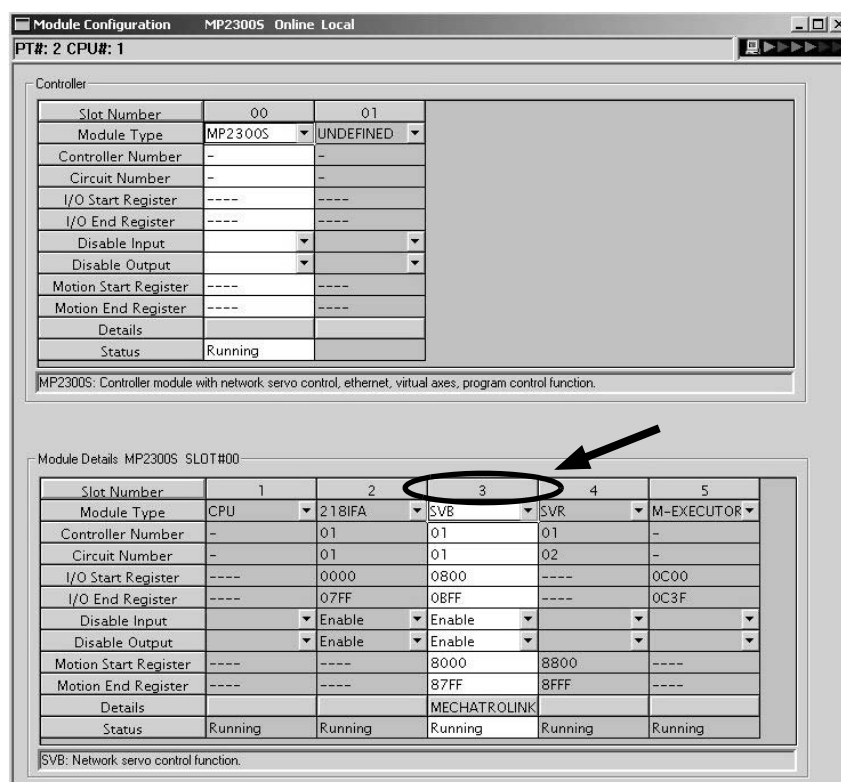 Module Configuration MP2300S Online Local
PT#: 2 CPU#: 1
Controller
Slot Number 00 01
Module Type MP2300S UNDEFINED
Controller Number - -
Circuit Number - -
I/O Start Register ---- ----
I/O End Register ---- ----
Disable Input
Disable Output
Motion Start Register ---- ----
Motion End Register ---- ----
Details
Status Running
MP2300S: Controller module with network servo control, ethernet, virtual axes, program control function.
Module Details MP2300S SLOT#00
Slot Number 1 2 3 4 5
Module Type CPU 218IFA SVB SVR M-EXECUTOR
Controller Number - 01 01 01 -
Circuit Number - 01 01 02 -
I/O Start Register ---- 0000 0800 ---- 0C00
I/O End Register ---- 07FF 0BFF ---- 0C3F
Disable Input Enable Enable
Disable Output Enable Enable
Motion Start Register ---- ---- 8000 8800 ----
Motion End Register ---- ---- 87FF 8FFF ----
Details MECHATROLINK
Status Running Running Running Running Running
SVB: Network servo control function.